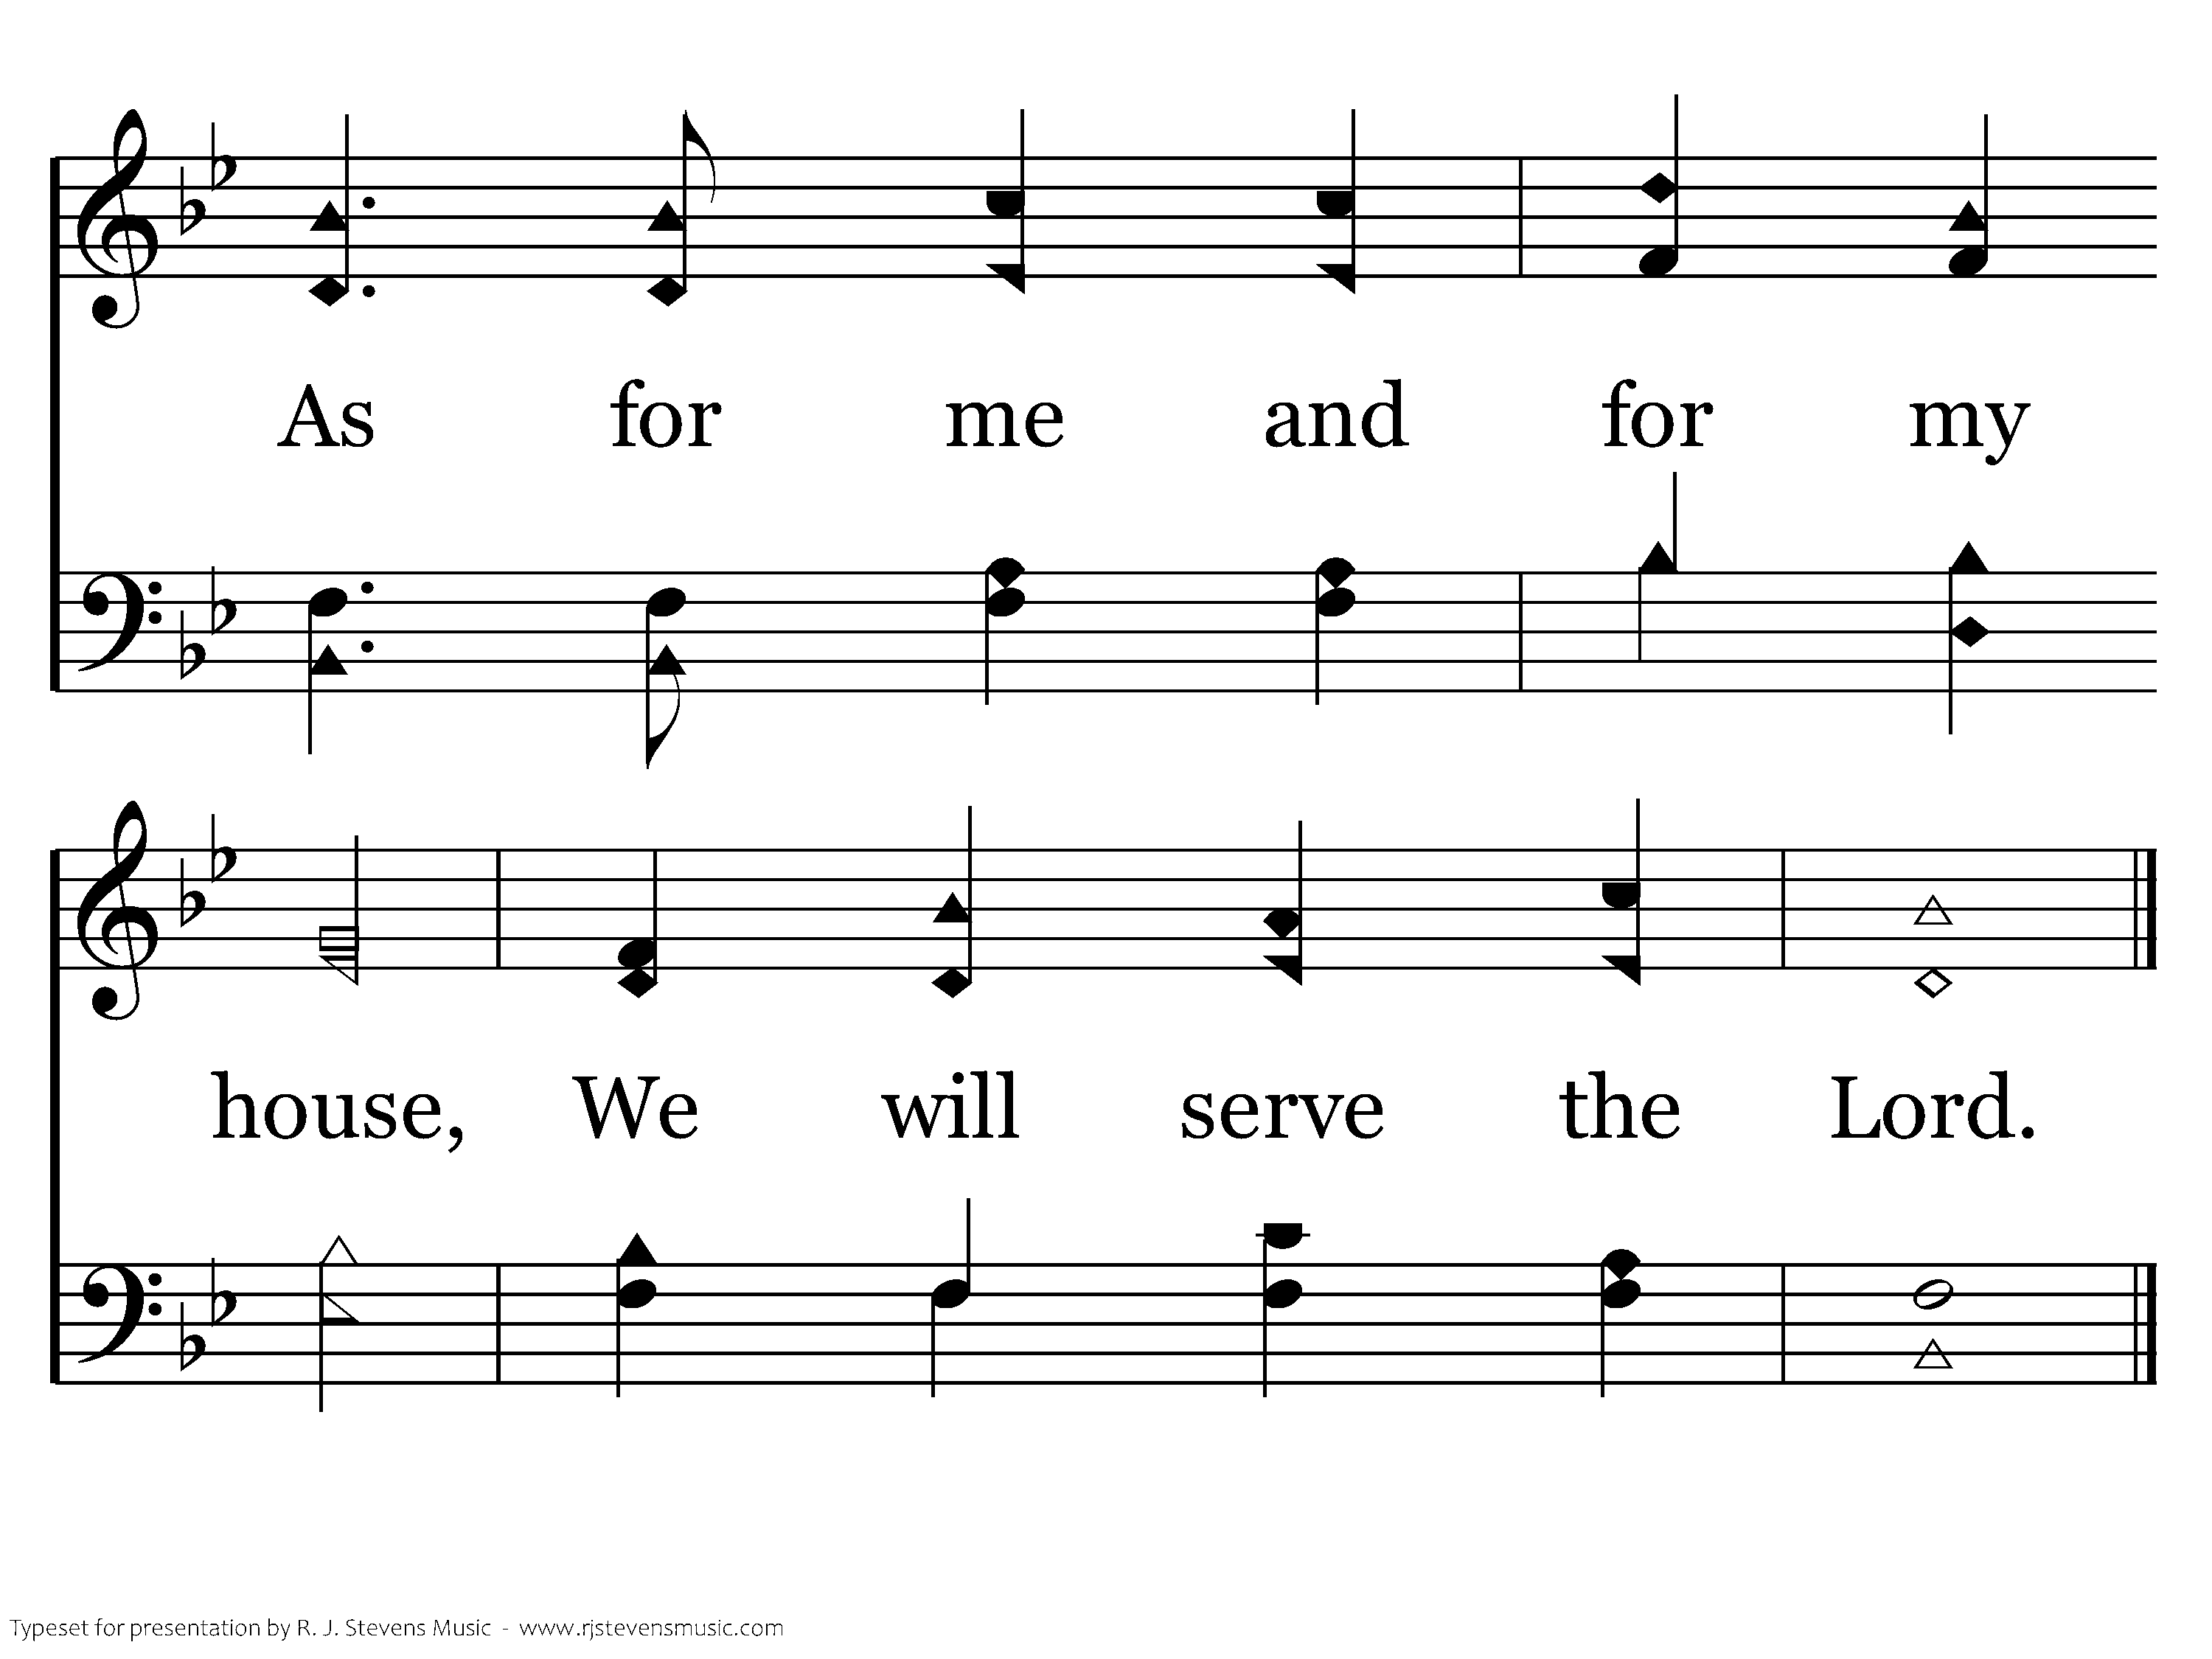 As for me and for my
house, We will serve the Lord.
Typeset for presentation by R. J. Stevens Music - www.rjstevensmusic.com